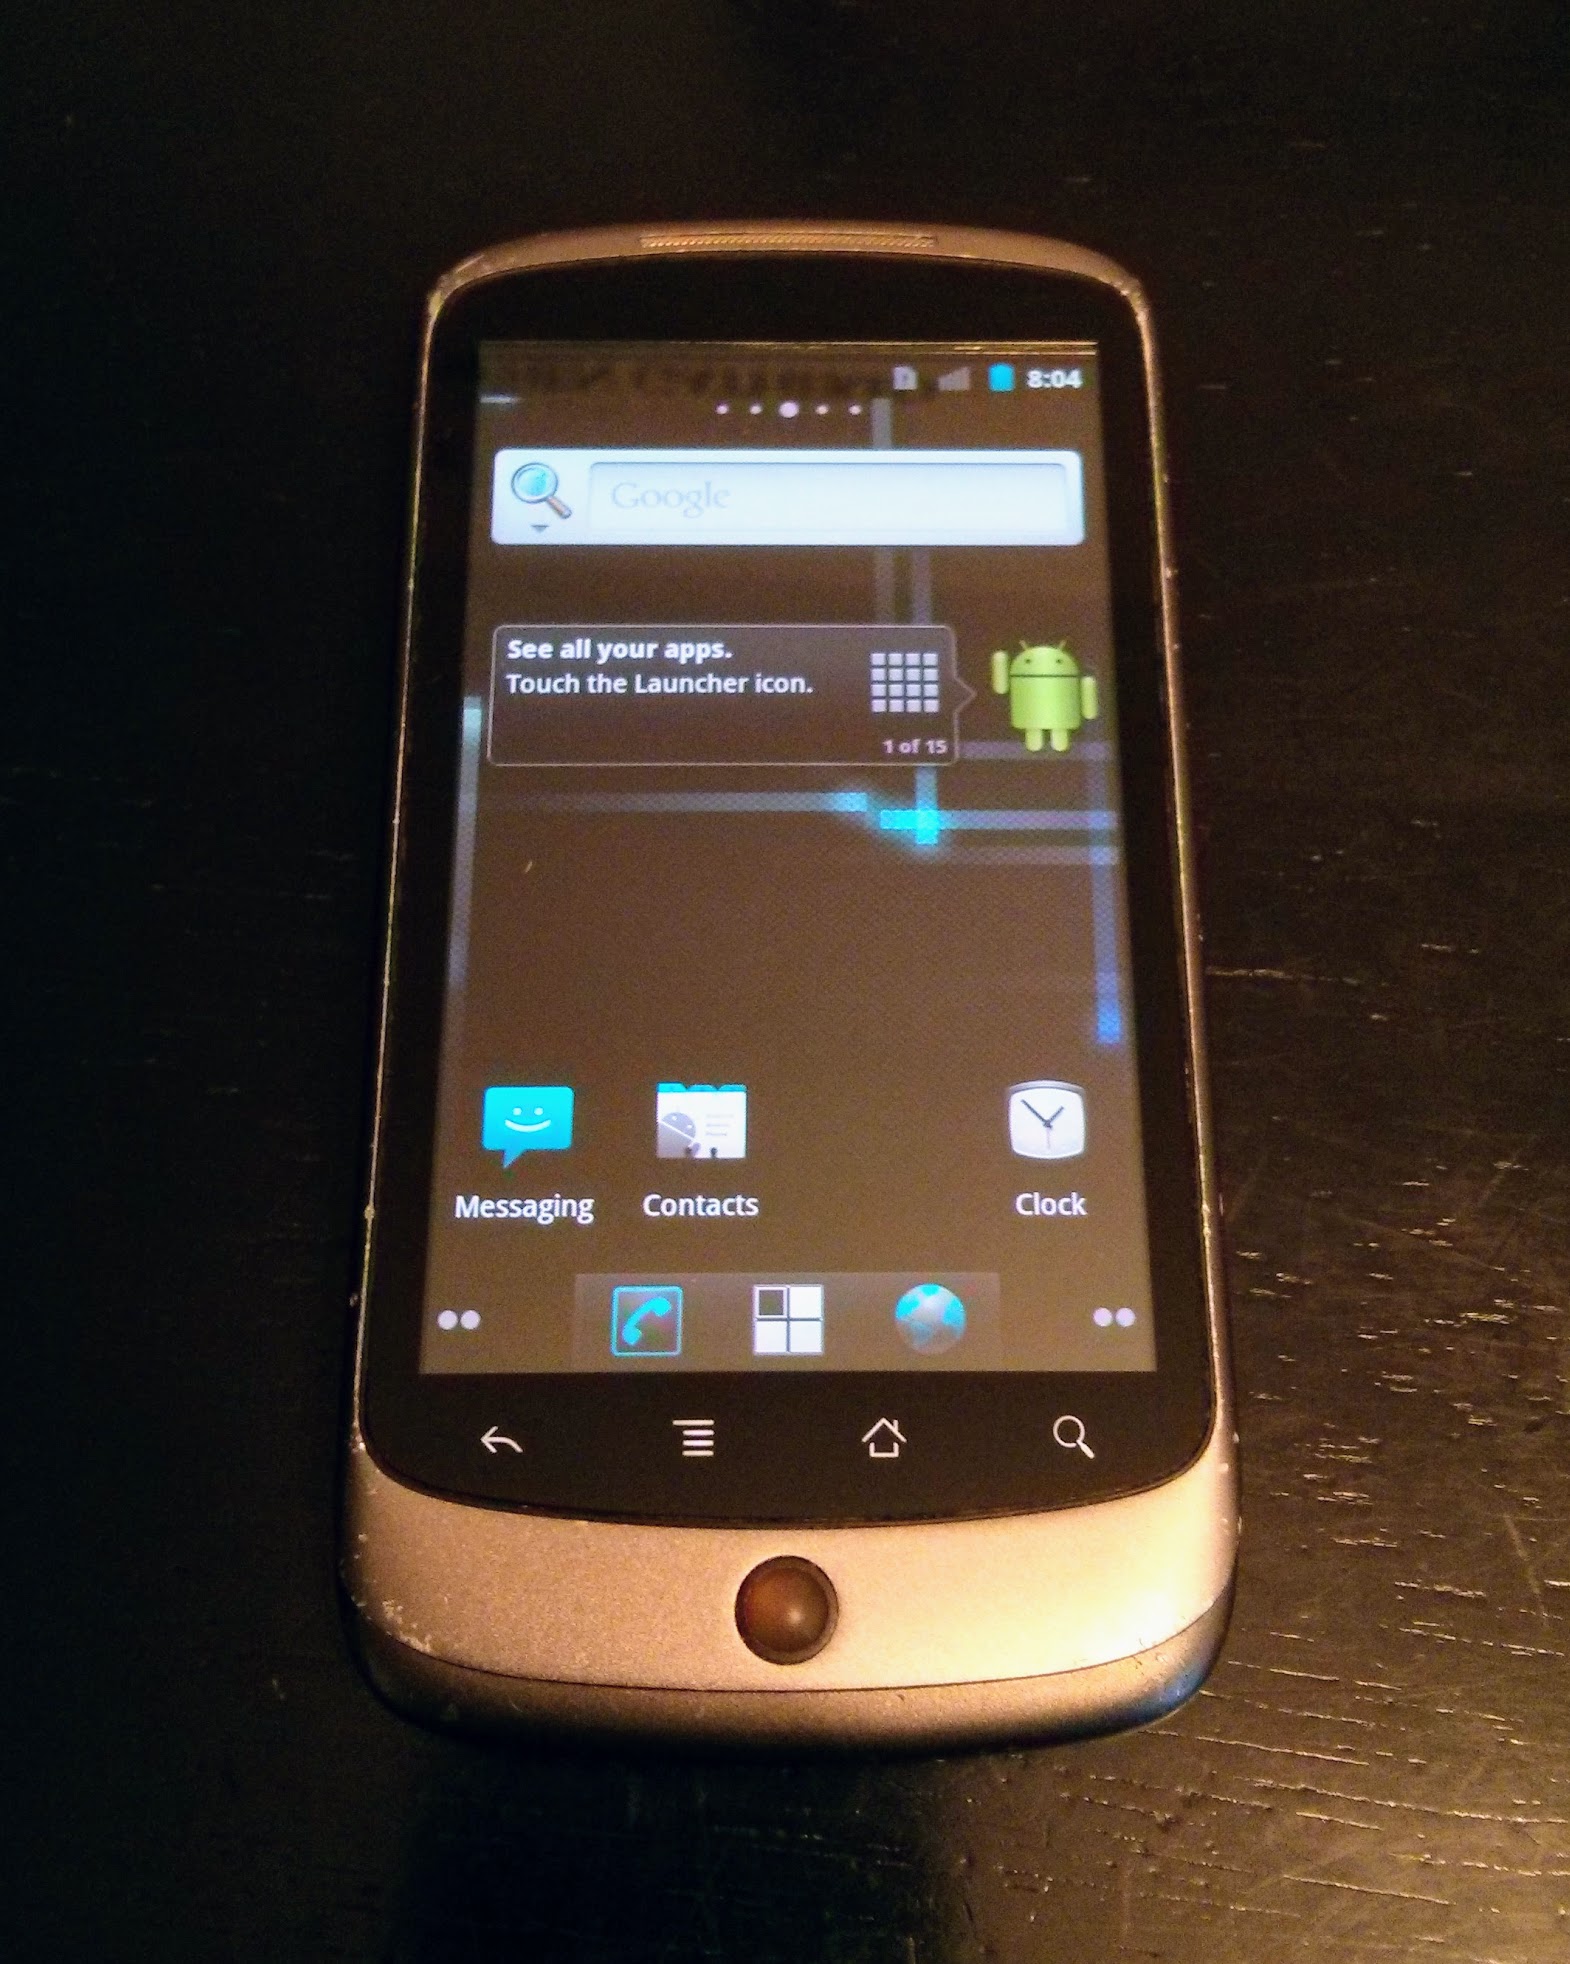 8:04
Google
See all your apps.
Touch the Launcher icon.
1 of 15
Messaging
Contacts
Clock